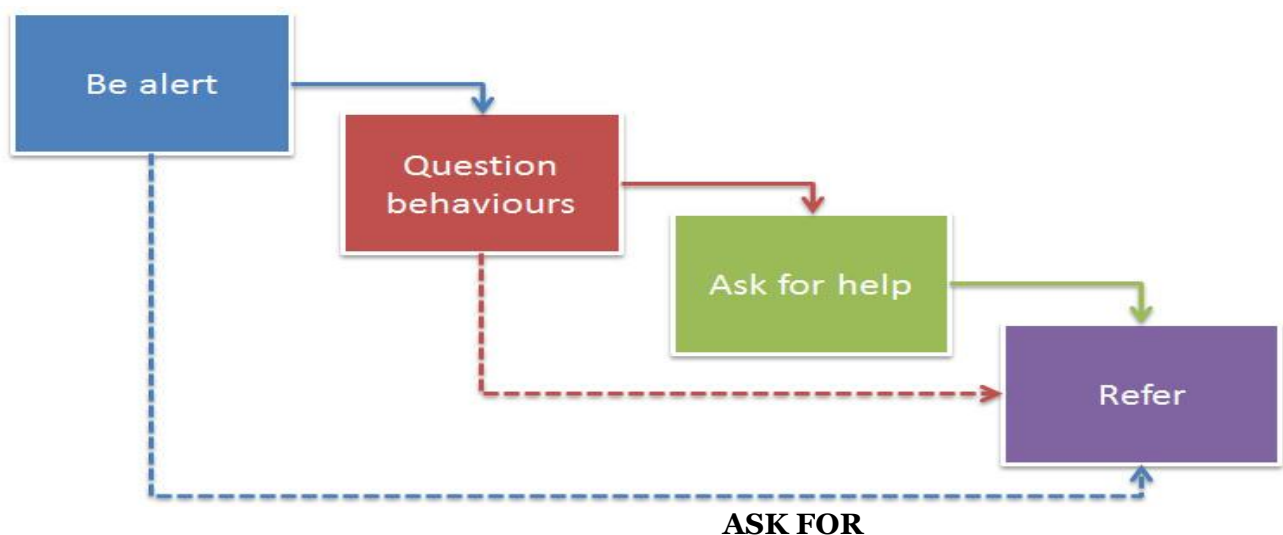 Be alert
Question
behaviours
Ask for help
Refer
ASK FOR